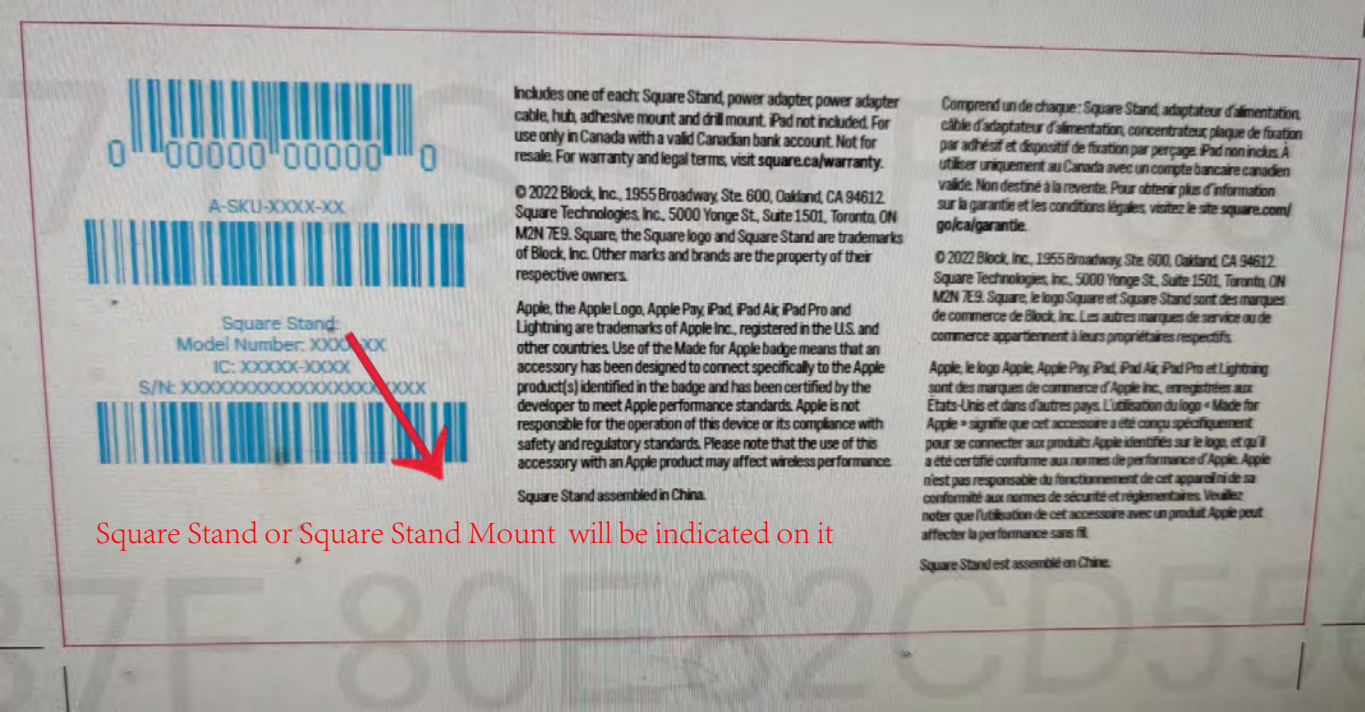 0 00000 00000 0
A-SKU-XXXX-XX
Square Stand:
Model Number: XXXX-XX
IC: XXXXX-XXXX
S/N: XXXXXXXXXXXXXXXXXXXXXX
Includes one of each: Square Stand, power adapter, power adapter
cable, hub, adhesive mount and drill mount. iPad not included. For
use only in Canada with a valid Canadian bank account. Not for
resale. For warranty and legal terms, visit square.ca/warranty.
© 2022 Block, Inc., 1955 Broadway, Ste. 600, Oakland, CA 94612.
Square Technologies, Inc., 5000 Yonge St., Suite 1501, Toronto, ON
M2N 7E9. Square, the Square logo and Square Stand are trademarks
of Block, Inc. Other marks and brands are the property of their
respective owners.
Apple, the Apple Logo, Apple Pay, iPad, iPad Air, iPad Pro and
Lightning are trademarks of Apple Inc., registered in the U.S. and
other countries. Use of the Made for Apple badge means that an
accessory has been designed to connect specifically to the Apple
product(s) identified in the badge and has been certified by the
developer to meet Apple performance standards. Apple is not
responsible for the operation of this device or its compliance with
safety and regulatory standards. Please note that the use of this
accessory with an Apple product may affect wireless performance.
Square Stand assembled in China.
Comprend un de chaque : Square Stand, adaptateur d'alimentation,
câble d'adaptateur d'alimentation, concentrateur, plaque de fixation
par adhésif et dispositif de fixation par perçage. iPad non inclus. À
utiliser uniquement au Canada avec un compte bancaire canadien
valide. Non destiné à la revente. Pour obtenir plus d'information
sur la garantie et les conditions légales, visitez le site square.com/
go/ca/garantie.
© 2022 Block, Inc., 1955 Broadway, Ste. 600, Oakland, CA 94612.
Square Technologies, Inc., 5000 Yonge St., Suite 1501, Toronto, ON
M2N 7E9. Square, le logo Square et Square Stand sont des marques
de commerce de Block, Inc. Les autres marques de service ou de
commerce appartiennent à leurs propriétaires respectifs.
Apple, le logo Apple, Apple Pay, iPad, iPad Air, iPad Pro et Lightning
sont des marques de commerce d'Apple Inc., enregistrées aux
États-Unis et dans d'autres pays. L'utilisation du logo « Made for
Apple » signifie que cet accessoire a été conçu spécifiquement
pour se connecter aux produits Apple identifiés sur le logo, et qu'il
a été certifié conforme aux normes de performance d'Apple. Apple
n'est pas responsable du fonctionnement de cet appareil ni de sa
conformité aux normes de sécurité et réglementaires. Veuillez
noter que l'utilisation de cet accessoire avec un produit Apple peut
affecter la performance sans fil.
Square Stand est assemblé en Chine.
Square Stand or Square Stand Mount will be indicated on it
87F 80E82CD55